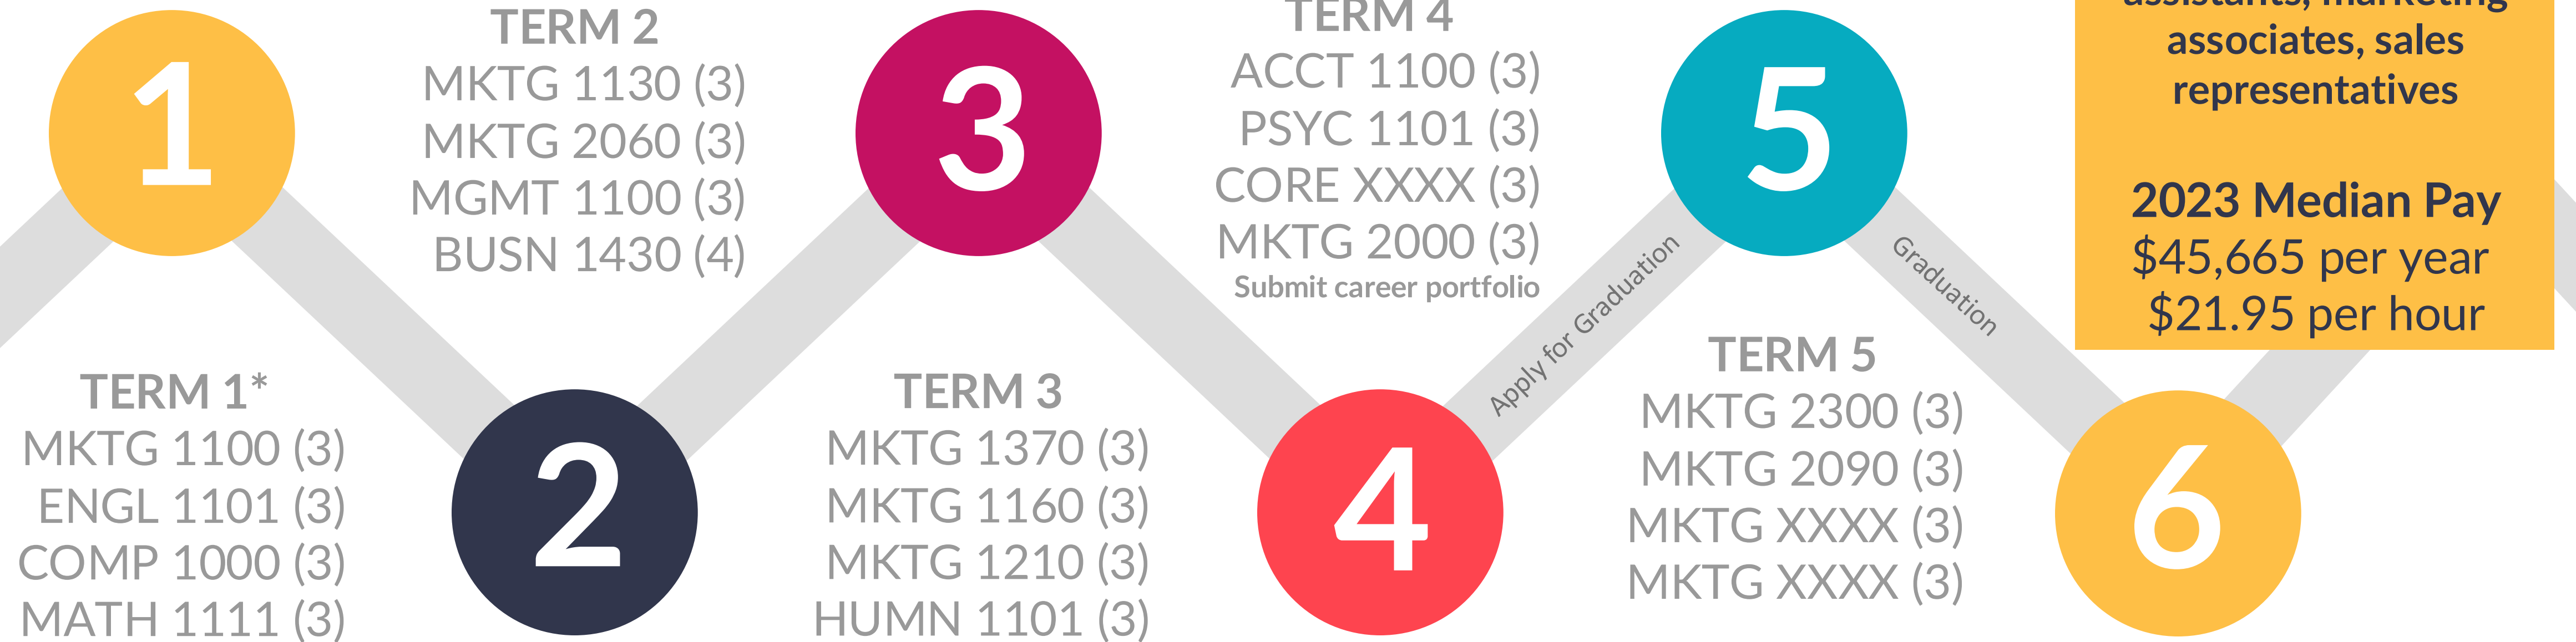 1
TERM 1*
MKTG 1100 (3)
ENGL 1101 (3)
COMP 1000 (3)
MATH 1111 (3)
TERM 2
MKTG 1130 (3)
MKTG 2060 (3)
MGMT 1100 (3)
BUSN 1430 (4)
2
3
TERM 3
MKTG 1370 (3)
MKTG 1160 (3)
MKTG 1210 (3)
HUMN 1101 (3)
TERM 4
ACCT 1100 (3)
PSYC 1101 (3)
CORE XXXX (3)
MKTG 2000 (3)
Submit career portfolio
4
Apply for Graduation
5
TERM 5
MKTG 2300 (3)
MKTG 2090 (3)
MKTG XXXX (3)
MKTG XXXX (3)
Graduation
6
assistants, marketing
associates, sales
representatives
2023 Median Pay
$45,665 per year
$21.95 per hour